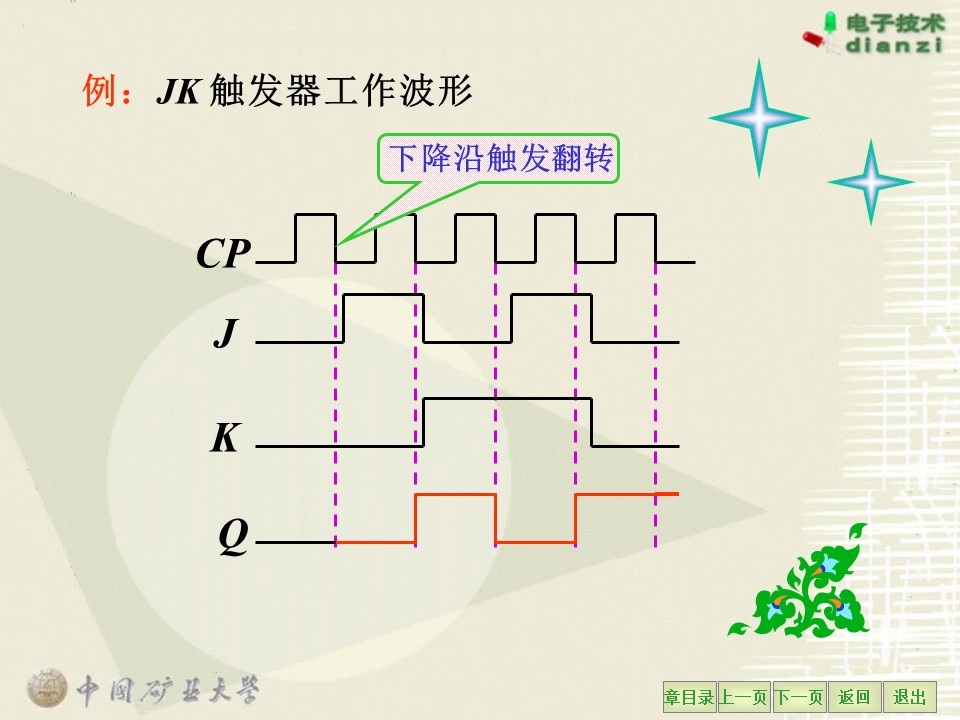 电子技术
dianzi
例：JK 触发器工作波形
下降沿触发翻转
CP
J
K
Q
中国矿业大学
章目录 上一页 下一页 返回 退出